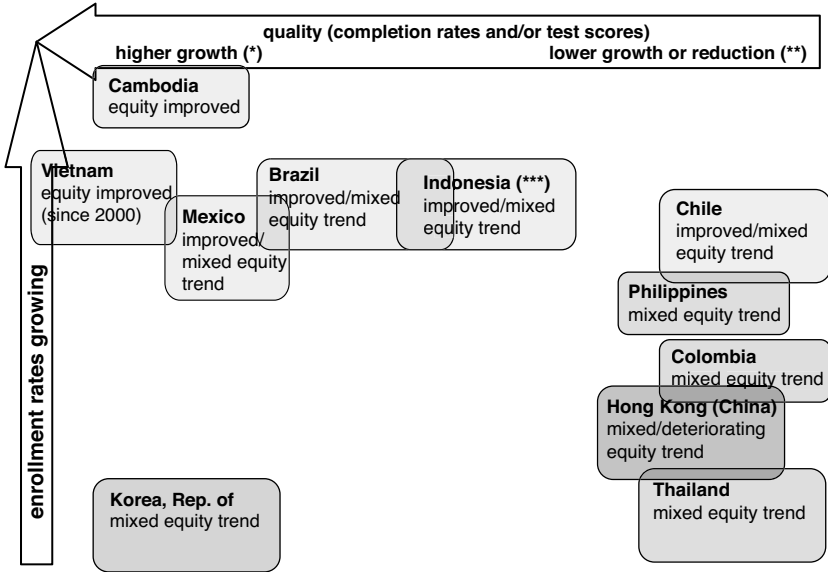 quality (completion rates and/or test scores)
higher growth (*)
lower growth or reduction (**)
Cambodia
equity improved
Vietnam
equity improved
(since 2000)
Mexico
improved/
mixed equity
trend
Brazil
improved/mixed
equity trend
Indonesia (***)
improved/mixed
equity trend
Chile
improved/mixed
equity trend
Philippines
mixed equity trend
Colombia
mixed equity trend
Hong Kong (China)
mixed/deteriorating
equity trend
Thailand
mixed equity trend
Korea, Rep. of
mixed equity trend
enrollment rates growing